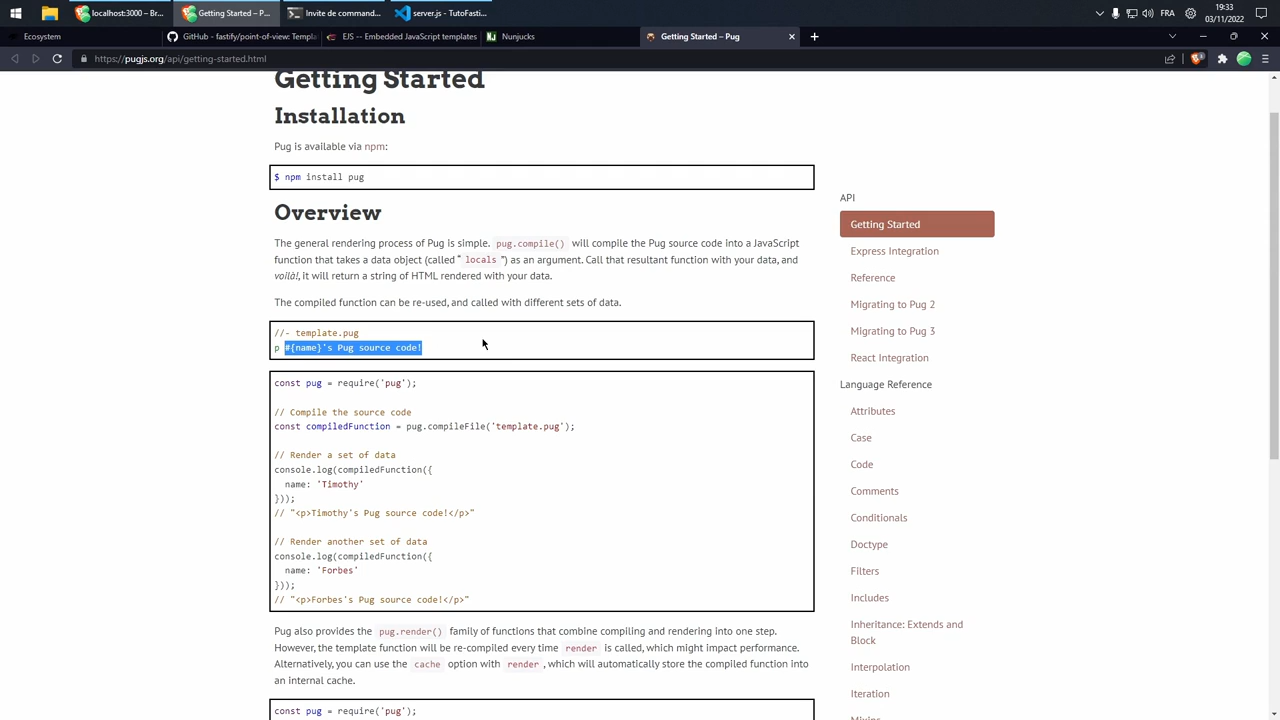 localhost:3000 – Brow...
Getting Started – P...
Invite de command...
server.js - TutoFasti...
FRA
19:33
03/11/2022
Ecosystem
GitHub - fastify/point-of-view: Templat
EJS -- Embedded JavaScript templates
Nunjucks
Getting Started – Pug
https://pugjs.org/api/getting-started.html
Getting Started
Installation
Pug is available via npm:
$ npm install pug
Overview
The general rendering process of Pug is simple. pug.compile() will compile the Pug source code into a JavaScript
function that takes a data object (called “ locals ”) as an argument. Call that resultant function with your data, and
voilà!, it will return a string of HTML rendered with your data.
The compiled function can be re-used, and called with different sets of data.
//- template.pug
p #{name}'s Pug source code!
const pug = require('pug');
// Compile the source code
const compiledFunction = pug.compileFile('template.pug');
// Render a set of data
console.log(compiledFunction({
name: 'Timothy'
}));
// "<p>Timothy's Pug source code!</p>"
// Render another set of data
console.log(compiledFunction({
name: 'Forbes'
}));
// "<p>Forbes's Pug source code!</p>"
Pug also provides the pug.render() family of functions that combine compiling and rendering into one step.
However, the template function will be re-compiled every time render is called, which might impact performance.
Alternatively, you can use the cache option with render, which will automatically store the compiled function into
an internal cache.
const pug = require('pug');
API
Getting Started
Express Integration
Reference
Migrating to Pug 2
Migrating to Pug 3
React Integration
Language Reference
Attributes
Case
Code
Comments
Conditionals
Doctype
Filters
Includes
Inheritance: Extends and
Block
Interpolation
Iteration
Mixins